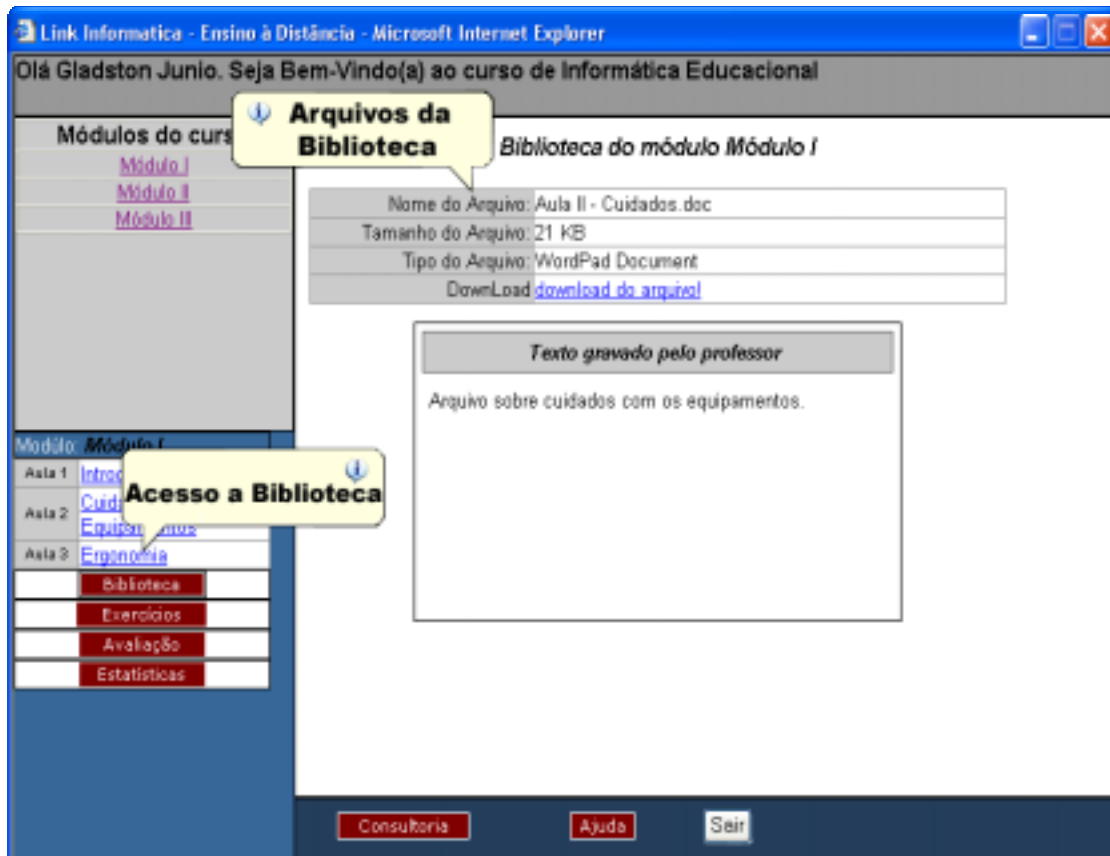 Link Informatica - Ensino à Distância - Microsoft Internet Explorer
Olá Gladston Junio. Seja Bem-Vindo(a) ao curso de Informática Educacional
Módulos do curs
Módulo I
Módulo II
Módulo III
Arquivos da
Biblioteca
Biblioteca do módulo Módulo I
Nome do Arquivo: Aula II - Cuidados.doc
Tamanho do Arquivo: 21 KB
Tipo do Arquivo: WordPad Document
DownLoad download do arquivo!
Texto gravado pelo professor
Arquivo sobre cuidados com os equipamentos.
Modúlo: Módulo I
Acesso a Biblioteca
Aula 1 Introd
Aula 2 Cuid
Equipamentos
Aula 3 Ergonomia
Biblioteca
Exercícios
Avaliação
Estatísticas
Consultoria Ajuda Sair